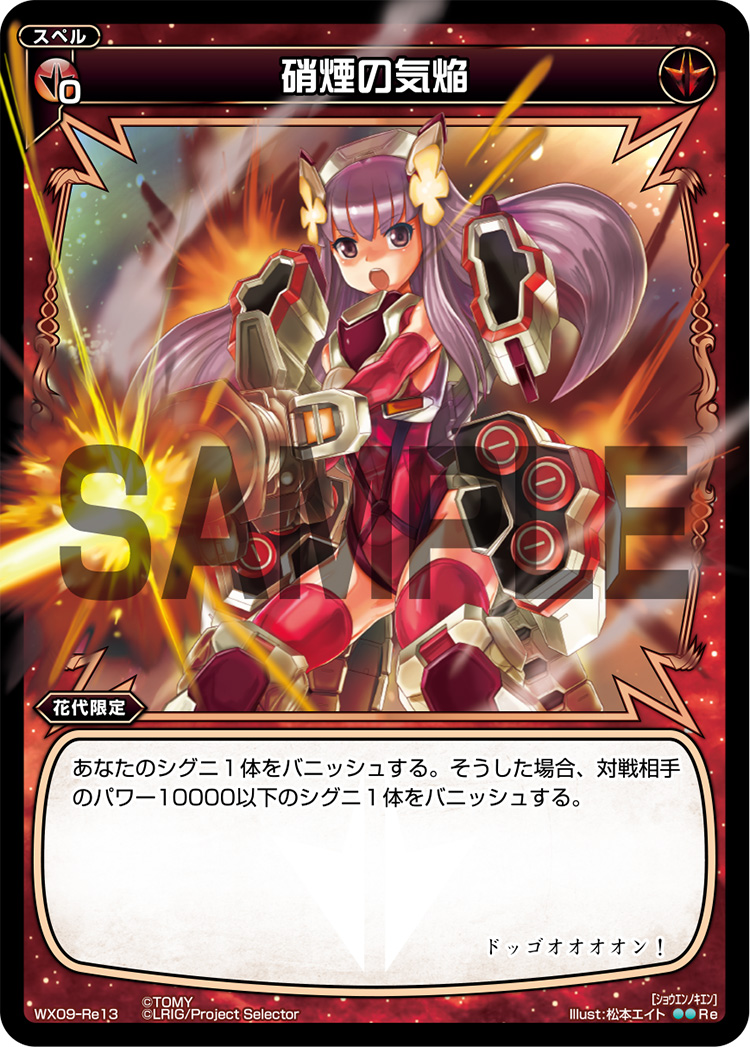 スペル
硝煙の気焔
0
SAMPLE
花代限定
あなたのシグニ1体をバニッシュする。そうした場合、対戦相手
のパワー10000以下のシグニ1体をバニッシュする。
ドッゴオオオオン!
WX09-Re13
©TOMY
©LRIG/Project Selector
[ショウエンノキエン]
Illust:松本エイト
Re